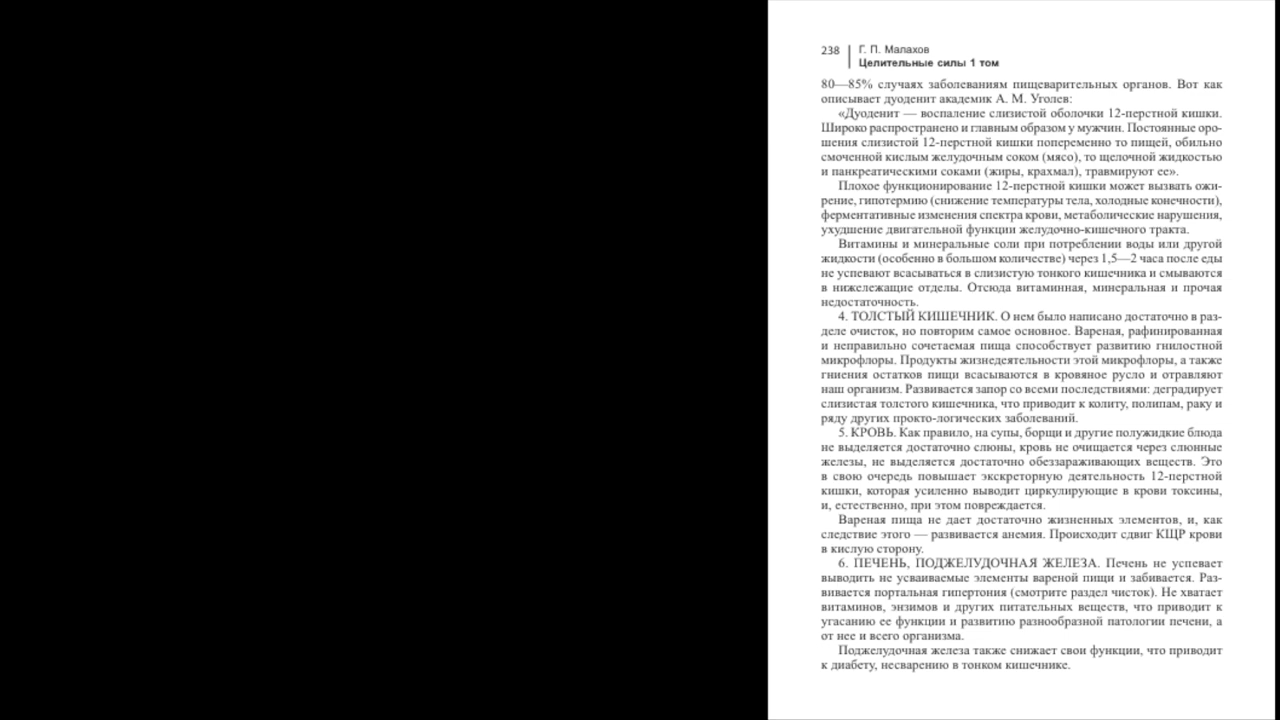 238
Г. П. Малахов
Целительные силы 1 том
80—85% случаях заболеваниям пищеварительных органов. Вот как
описывает дуоденит академик А. М. Уголев:
«Дуоденит — воспаление слизистой оболочки 12-перстной кишки.
Широко распространено и главным образом у мужчин. Постоянные оро-
шения слизистой 12-перстной кишки попеременно то пищей, обильно
смоченной кислым желудочным соком (мясо), то щелочной жидкостью
и панкреатическими соками (жиры, крахмал), травмируют ее».
Плохое функционирование 12-перстной кишки может вызвать ожи-
рение, гипотермию (снижение температуры тела, холодные конечности),
ферментативные изменения спектра крови, метаболические нарушения,
ухудшение двигательной функции желудочно-кишечного тракта.
Витамины и минеральные соли при потреблении воды или другой
жидкости (особенно в большом количестве) через 1,5—2 часа после еды
не успевают всасываться в слизистую тонкого кишечника и смываются
в нижележащие отделы. Отсюда витаминная, минеральная и прочая
недостаточность.
4. ТОЛСТЫЙ КИШЕЧНИК. О нем было написано достаточно в раз-
деле очисток, но повторим самое основное. Вареная, рафинированная
и неправильно сочетаемая пища способствует развитию гнилостной
микрофлоры. Продукты жизнедеятельности этой микрофлоры, а также
гниения остатков пищи всасываются в кровяное русло и отравляют
наш организм. Развивается запор со всеми последствиями: деградирует
слизистая толстого кишечника, что приводит к колиту, полипам, раку и
ряду других прокто-логических заболеваний.
5. КРОВЬ. Как правило, на супы, борщи и другие полужидкие блюда
не выделяется достаточно слюны, кровь не очищается через слюнные
железы, не выделяется достаточно обеззараживающих веществ. Это
в свою очередь повышает экскреторную деятельность 12-перстной
кишки, которая усиленно выводит циркулирующие в крови токсины,
и, естественно, при этом повреждается.
Вареная пища не дает достаточно жизненных элементов, и, как
следствие этого — развивается анемия. Происходит сдвиг КЩР крови
в кислую сторону.
6. ПЕЧЕНЬ, ПОДЖЕЛУДОЧНАЯ ЖЕЛЕЗА. Печень не успевает
выводить не усваиваемые элементы вареной пищи и забивается. Раз-
вивается портальная гипертония (смотрите раздел чисток). Не хватает
витаминов, энзимов и других питательных веществ, что приводит к
угасанию ее функции и развитию разнообразной патологии печени, а
от нее и всего организма.
Поджелудочная железа также снижает свои функции, что приводит
к диабету, несварению в тонком кишечнике.